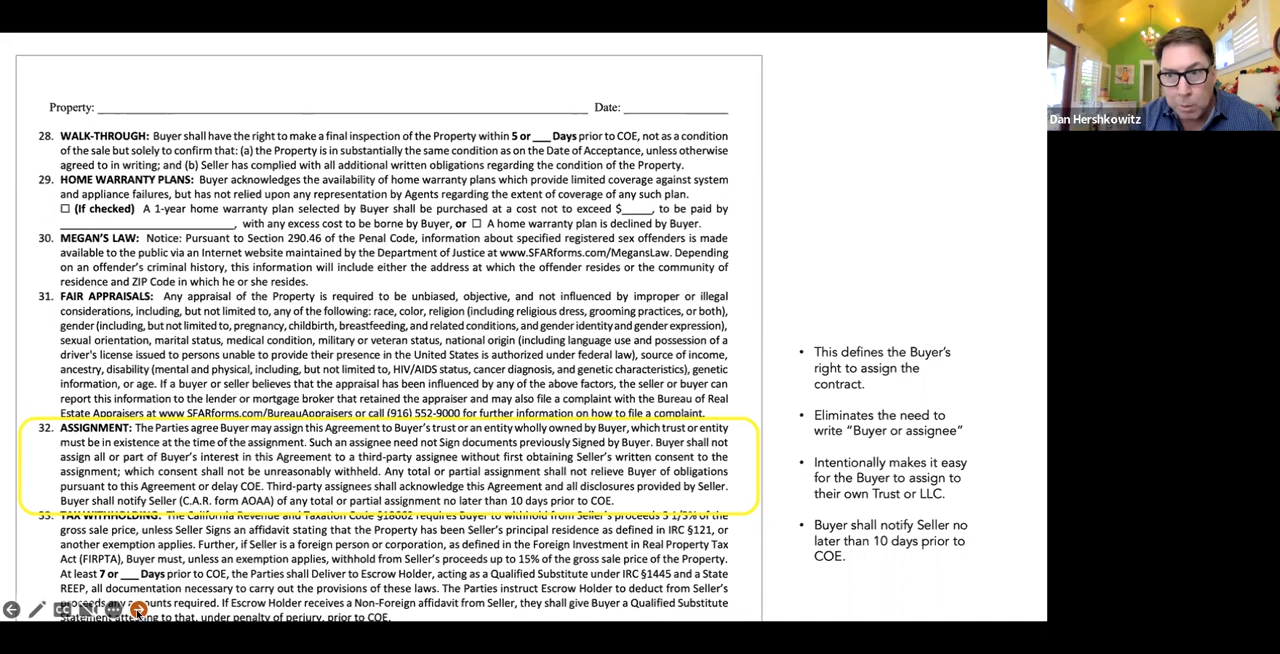 Dan Hershkowitz
Property: Date:
28. WALK-THROUGH: Buyer shall have the right to make a final inspection of the Property within 5 or ___ Days prior to COE, not as a condition
of the sale but solely to confirm that: (a) the Property is in substantially the same condition as on the Date of Acceptance, unless otherwise
agreed to in writing; and (b) Seller has complied with all additional written obligations regarding the condition of the Property.
29. HOME WARRANTY PLANS: Buyer acknowledges the availability of home warranty plans which provide limited coverage against system
and appliance failures, but has not relied upon any representation by Agents regarding the extent of coverage of any such plan.
☐ (If checked) A 1-year home warranty plan selected by Buyer shall be purchased at a cost not to exceed $_____, to be paid by
_____________________________, with any excess cost to be borne by Buyer, or ☐ A home warranty plan is declined by Buyer.
30. MEGAN'S LAW: Notice: Pursuant to Section 290.46 of the Penal Code, information about specified registered sex offenders is made
available to the public via an Internet website maintained by the Department of Justice at www.SFARforms.com/MegansLaw. Depending
on an offender's criminal history, this information will include either the address at which the offender resides or the community of
residence and ZIP Code in which he or she resides.
31. FAIR APPRAISALS: Any appraisal of the Property is required to be unbiased, objective, and not influenced by improper or illegal
considerations, including, but not limited to, any of the following: race, color, religion (including religious dress, grooming practices, or both),
gender (including, but not limited to, pregnancy, childbirth, breastfeeding, and related conditions, and gender identity and gender expression),
sexual orientation, marital status, medical condition, military or veteran status, national origin (including language use and possession of a
driver's license issued to persons unable to provide their presence in the United States is authorized under federal law), source of income,
ancestry, disability (mental and physical, including, but not limited to, HIV/AIDS status, cancer diagnosis, and genetic characteristics), genetic
information, or age. If a buyer or seller believes that the appraisal has been influenced by any of the above factors, the seller or buyer can
report this information to the lender or mortgage broker that retained the appraiser and may also file a complaint with the Bureau of Real
Estate Appraisers at www.SFARforms.com/BureauAppraisers or call (916) 552-9000 for further information on how to file a complaint.
32. ASSIGNMENT: The Parties agree Buyer may assign this Agreement to Buyer's trust or an entity wholly owned by Buyer, which trust or entity
must be in existence at the time of the assignment. Such an assignee need not Sign documents previously Signed by Buyer. Buyer shall not
assign all or part of Buyer's interest in this Agreement to a third-party assignee without first obtaining Seller's written consent to the
assignment; which consent shall not be unreasonably withheld. Any total or partial assignment shall not relieve Buyer of obligations
pursuant to this Agreement or delay COE. Third-party assignees shall acknowledge this Agreement and all disclosures provided by Seller.
Buyer shall notify Seller (C.A.R. form AOAA) of any total or partial assignment no later than 10 days prior to COE.
33. TAX WITHHOLDING: The California Revenue and Taxation Code §18662 requires Buyer to withhold from Seller's proceeds 3 1/3% of the
gross sale price, unless Seller Signs an affidavit stating that the Property has been Seller's principal residence as defined in IRC §121, or
another exemption applies. Further, if Seller is a foreign person or corporation, as defined in the Foreign Investment in Real Property Tax
Act (FIRPTA), Buyer must, unless an exemption applies, withhold from Seller's proceeds up to 15% of the gross sale price of the Property.
At least 7 or ___ Days prior to COE, the Parties shall Deliver to Escrow Holder, acting as a Qualified Substitute under IRC §1445 and a State
REEP, all documentation necessary to carry out the provisions of these laws. The Parties instruct Escrow Holder to deduct from Seller's
proceeds any amounts required. If Escrow Holder receives a Non-Foreign affidavit from Seller, they shall give Buyer a Qualified Substitute
Statement attesting to that, under penalty of perjury, prior to COE.
• This defines the Buyer's
right to assign the
contract.
• Eliminates the need to
write "Buyer or assignee"
• Intentionally makes it easy
for the Buyer to assign to
their own Trust or LLC.
• Buyer shall notify Seller no
later than 10 days prior to
COE.